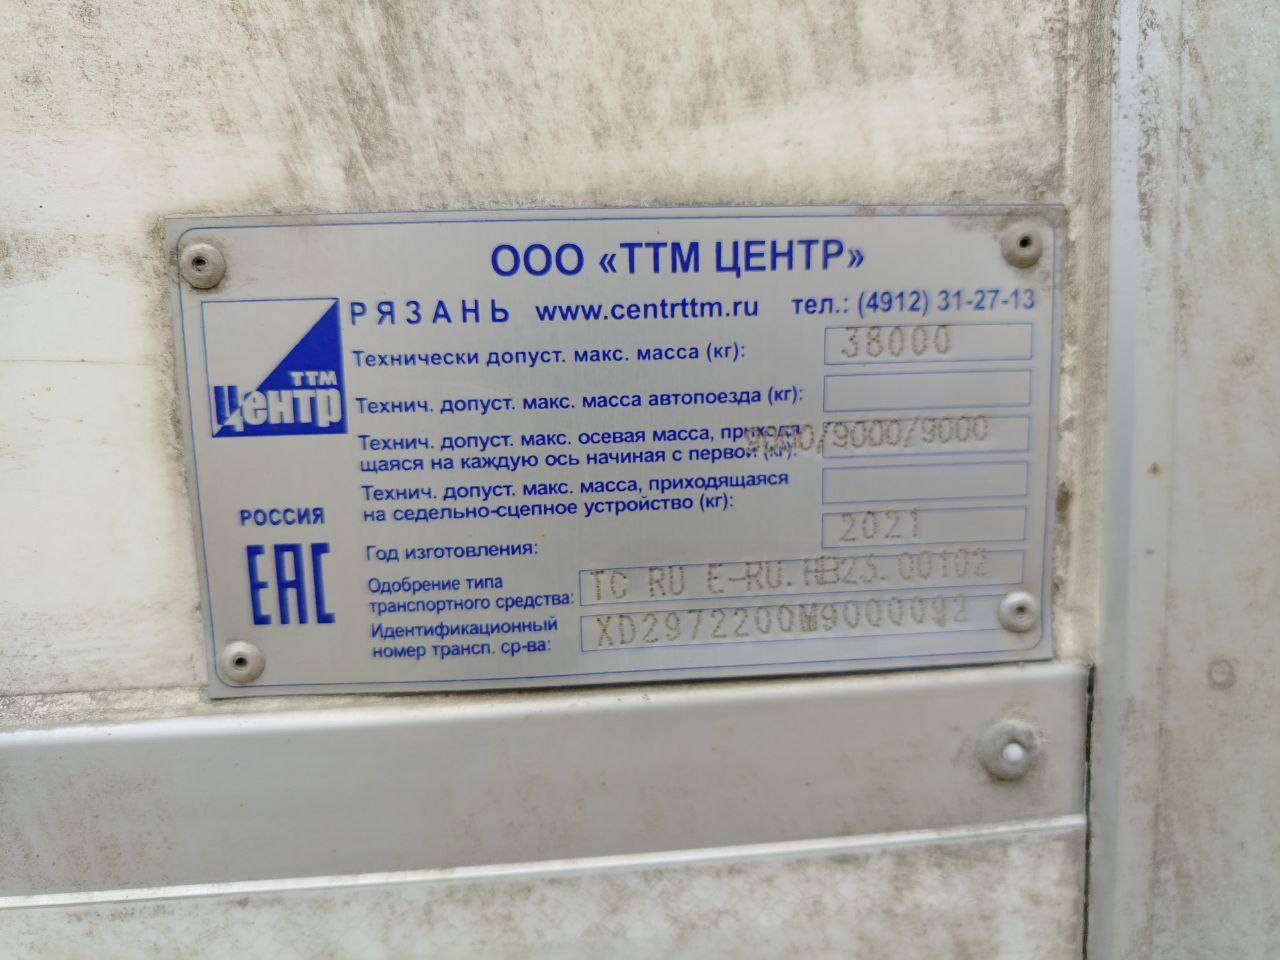 ООО «ТТМ ЦЕНТР»
РЯЗАНЬ www.centrttm.ru тел.: (4912) 31-27-13
ТТМ
Центр
Технически допуст. макс. масса (кг): 38000
Технич. допуст. макс. масса автопоезда (кг):
Технич. допуст. макс. осевая масса, приходя
щаяся на каждую ось начиная с первой (кг): 9000/9000/9000
Технич. допуст. макс. масса, приходящаяся
на седельно-сцепное устройство (кг):
РОССИЯ
ЕАС
Год изготовления: 2021
Одобрение типа
транспортного средства: ТС RU Е-RU.НВ23.00102
Идентификационный
номер трансп. ср-ва: XD2972200M9000092